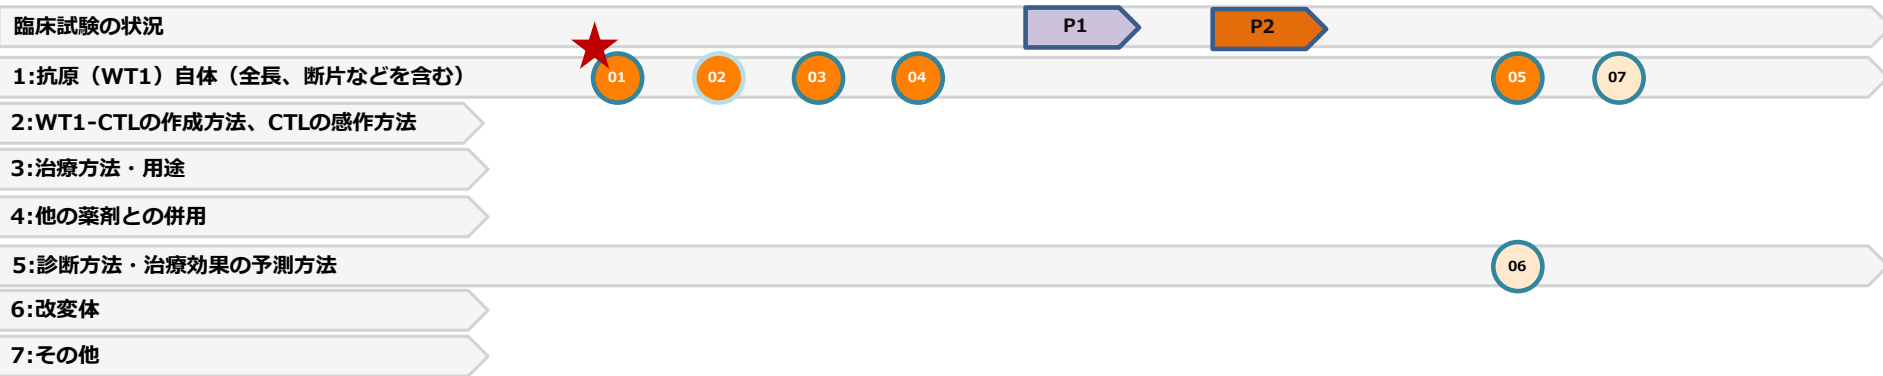 臨床試験の状況 P1 P2
1:抗原（WT1）自体（全長、断片などを含む） 01 02 03 04 05 07
2:WT1-CTLの作成方法、CTLの感作方法
3:治療方法・用途
4:他の薬剤との併用
5:診断方法・治療効果の予測方法 06
6:改変体
7:その他